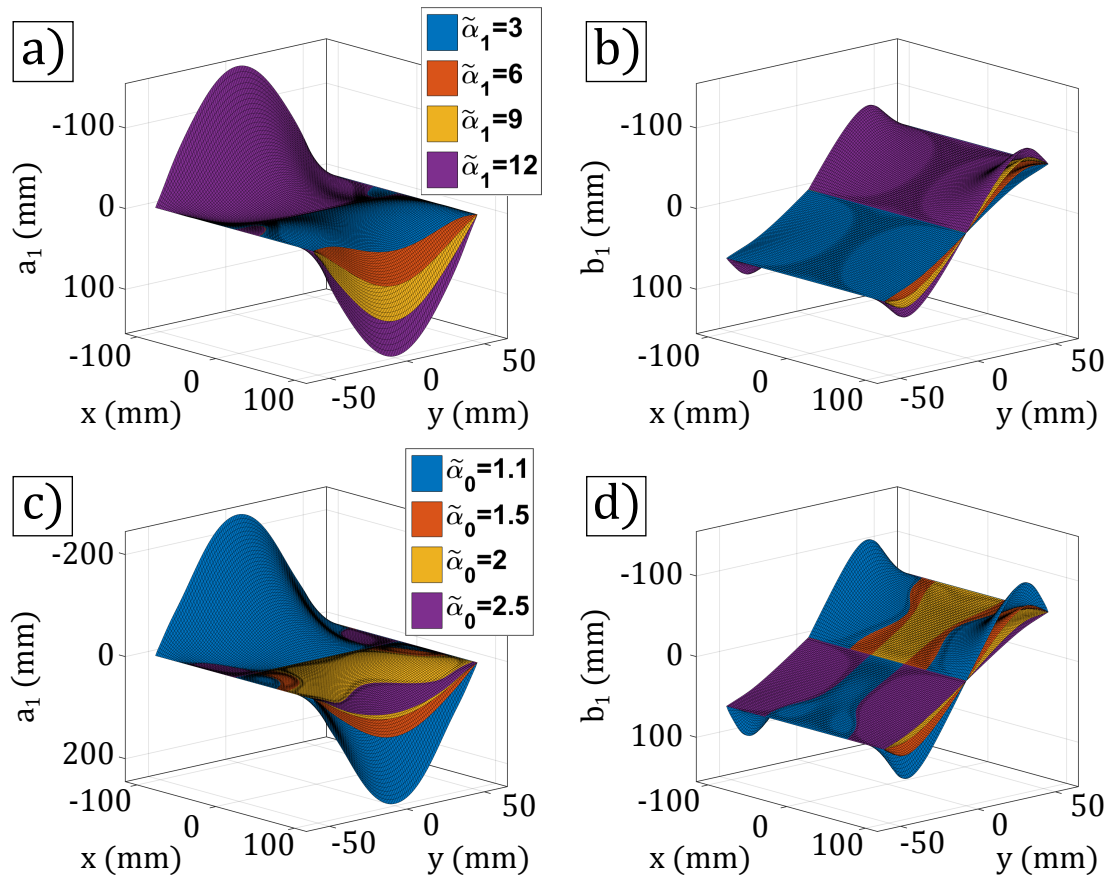 a)
α̃₁=3
α̃₁=6
α̃₁=9
α̃₁=12
-100
0
100
a₁ (mm)
-100
0
100
x (mm)
-50
0
50
y (mm)
b)
-100
0
100
b₁ (mm)
-100
0
100
x (mm)
-50
0
50
y (mm)
c)
α̃₀=1.1
α̃₀=1.5
α̃₀=2
α̃₀=2.5
-200
0
200
a₁ (mm)
-100
0
100
x (mm)
-50
0
50
y (mm)
d)
-100
0
100
b₁ (mm)
-100
0
100
x (mm)
-50
0
50
y (mm)